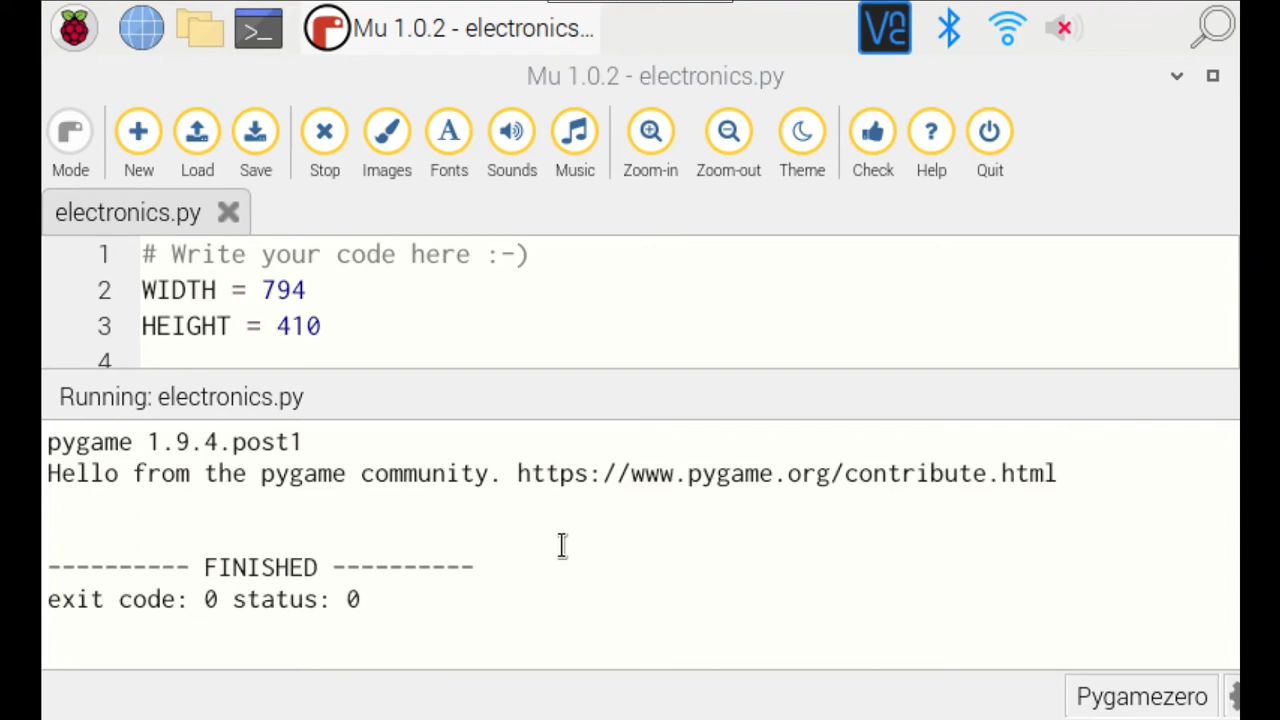 Mu 1.0.2 - electronics...
Mu 1.0.2 - electronics.py
Mode New Load Save Stop Images Fonts Sounds Music Zoom-in Zoom-out Theme Check Help Quit
electronics.py
1 # Write your code here :-)
2 WIDTH = 794
3 HEIGHT = 410
4
Running: electronics.py
pygame 1.9.4.post1
Hello from the pygame community. https://www.pygame.org/contribute.html
---------- FINISHED ----------
exit code: 0 status: 0
Pygamezero